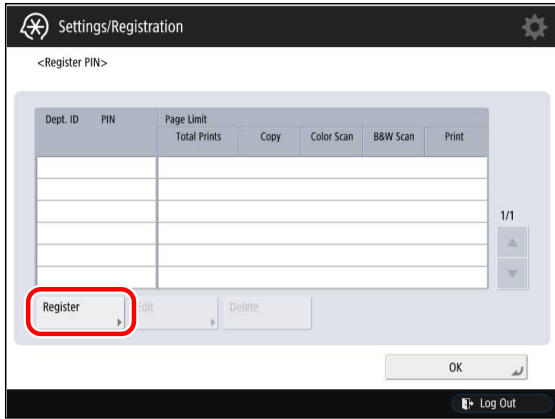 Settings/Registration
<Register PIN>
Dept. ID PIN Page Limit
Total Prints Copy Color Scan B&W Scan Print
1/1
Register Edit Delete
OK
Log Out